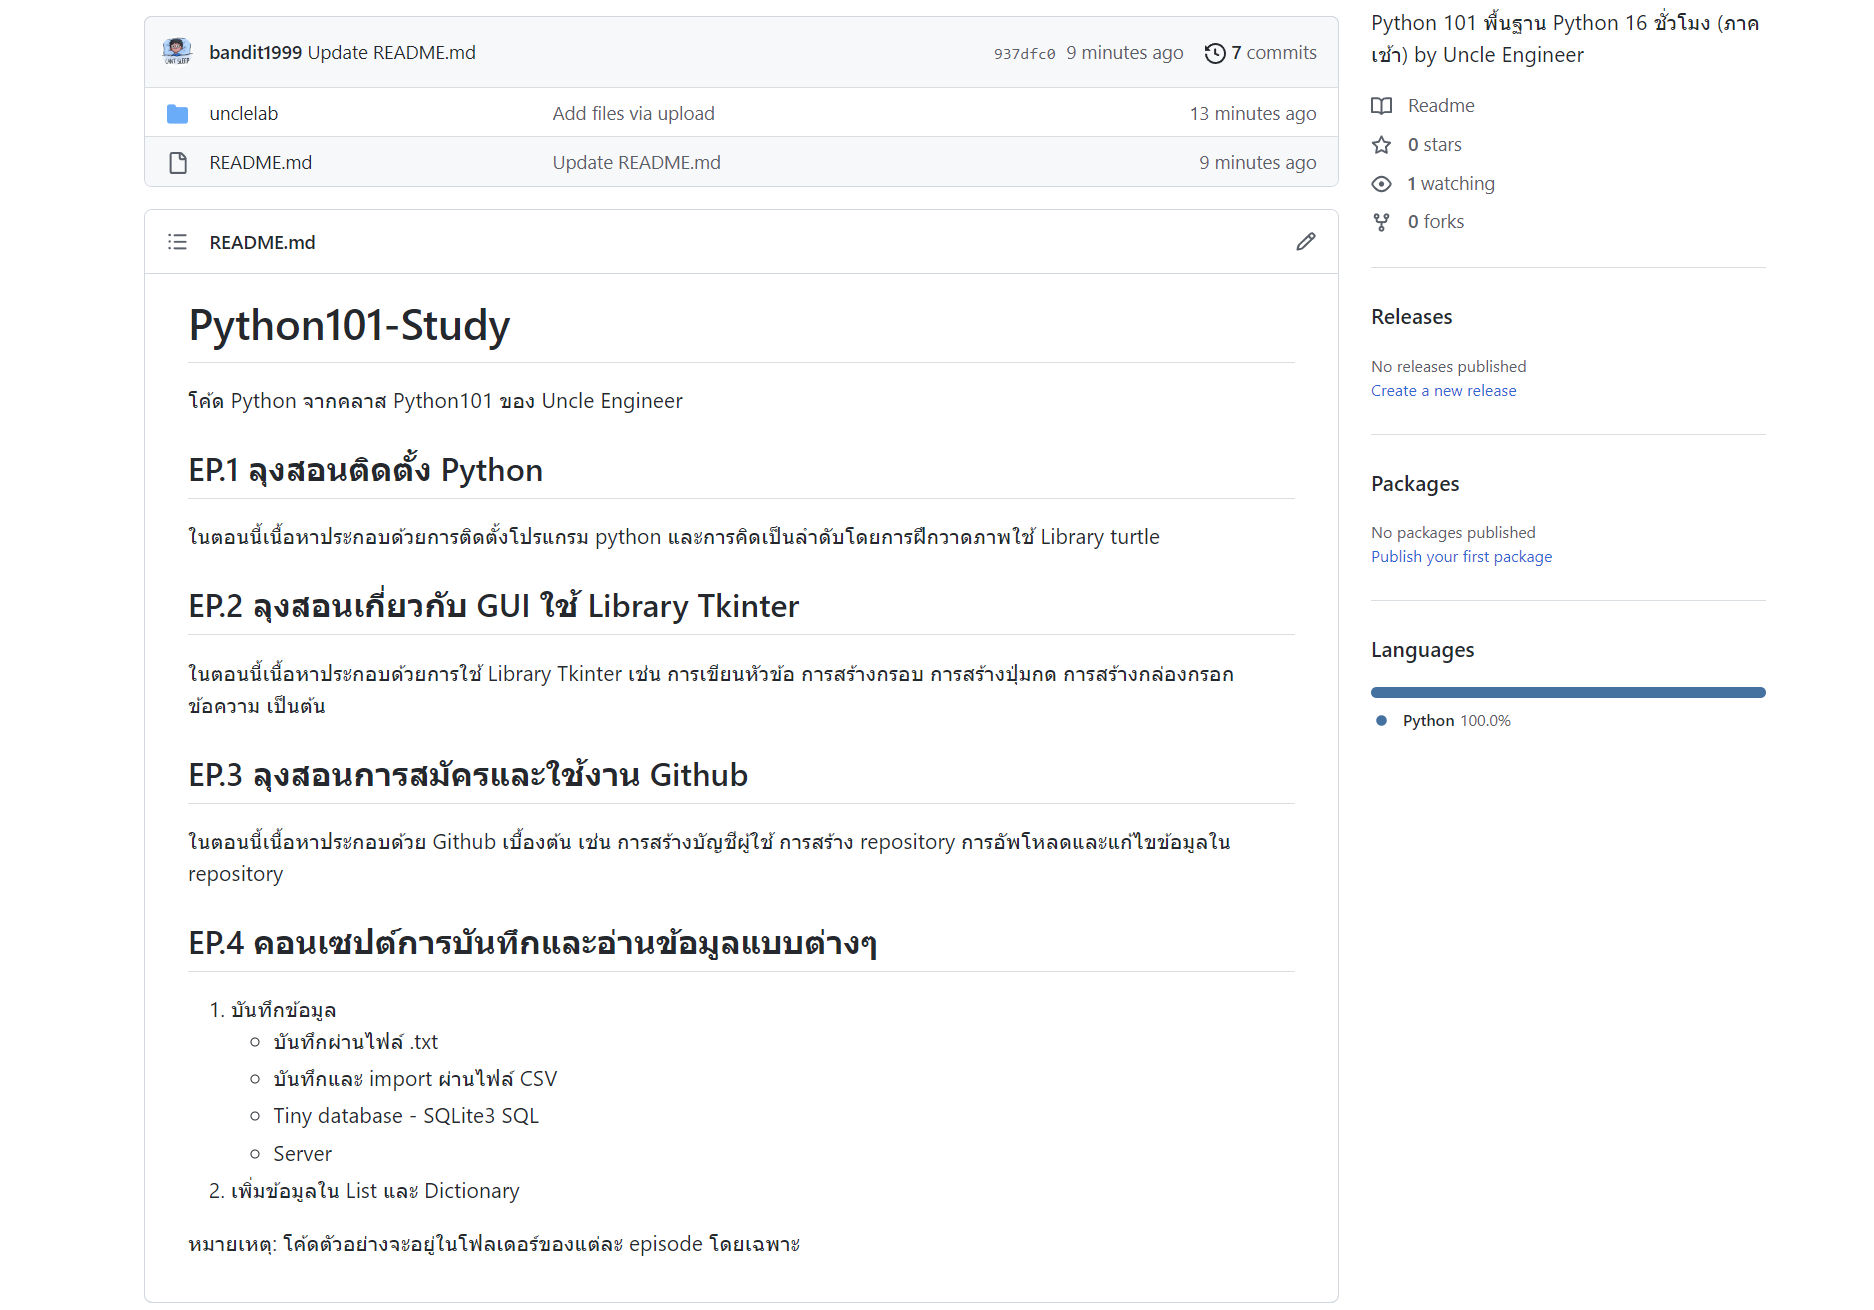 bandit1999 Update README.md 937dfc0 9 minutes ago 7 commits
unclelab Add files via upload 13 minutes ago
README.md Update README.md 9 minutes ago
README.md
Python101-Study
โค้ด Python จากคลาส Python101 ของ Uncle Engineer
EP.1 ลุงสอนติดตั้ง Python
ในตอนนี้เนื้อหาประกอบด้วยการติดตั้งโปรแกรม python และการคิดเป็นลำดับโดยการฝึกวาดภาพใช้ Library turtle
EP.2 ลุงสอนเกี่ยวกับ GUI ใช้ Library Tkinter
ในตอนนี้เนื้อหาประกอบด้วยการใช้ Library Tkinter เช่น การเขียนหัวข้อ การสร้างกรอบ การสร้างปุ่มกด การสร้างกล่องกรอก
ข้อความ เป็นต้น
EP.3 ลุงสอนการสมัครและใช้งาน Github
ในตอนนี้เนื้อหาประกอบด้วย Github เบื้องต้น เช่น การสร้างบัญชีผู้ใช้ การสร้าง repository การอัพโหลดและแก้ไขข้อมูลใน
repository
EP.4 คอนเซปต์การบันทึกและอ่านข้อมูลแบบต่างๆ
1. บันทึกข้อมูล
บันทึกผ่านไฟล์ .txt
บันทึกและ import ผ่านไฟล์ CSV
Tiny database - SQLite3 SQL
Server
2. เพิ่มข้อมูลใน List และ Dictionary
หมายเหตุ: โค้ดตัวอย่างจะอยู่ในโฟลเดอร์ของแต่ละ episode โดยเฉพาะ
Python 101 พื้นฐาน Python 16 ชั่วโมง (ภาค
เช้า) by Uncle Engineer
Readme
0 stars
1 watching
0 forks
Releases
No releases published
Create a new release
Packages
No packages published
Publish your first package
Languages
Python 100.0%